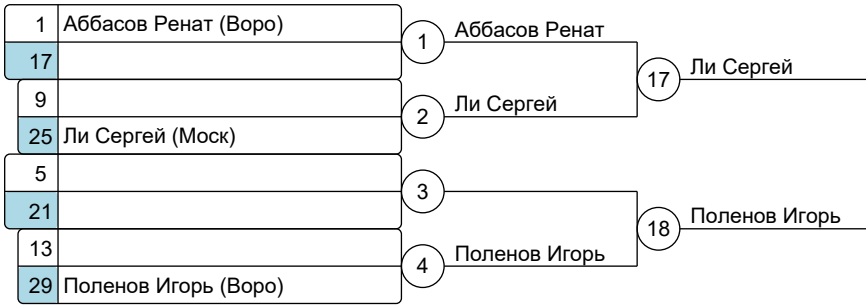 1 Аббасов Ренат (Воро)
17
1 Аббасов Ренат
9
25 Ли Сергей (Моск)
2 Ли Сергей
17 Ли Сергей
5
21
3
13
29 Поленов Игорь (Воро)
4 Поленов Игорь
18 Поленов Игорь